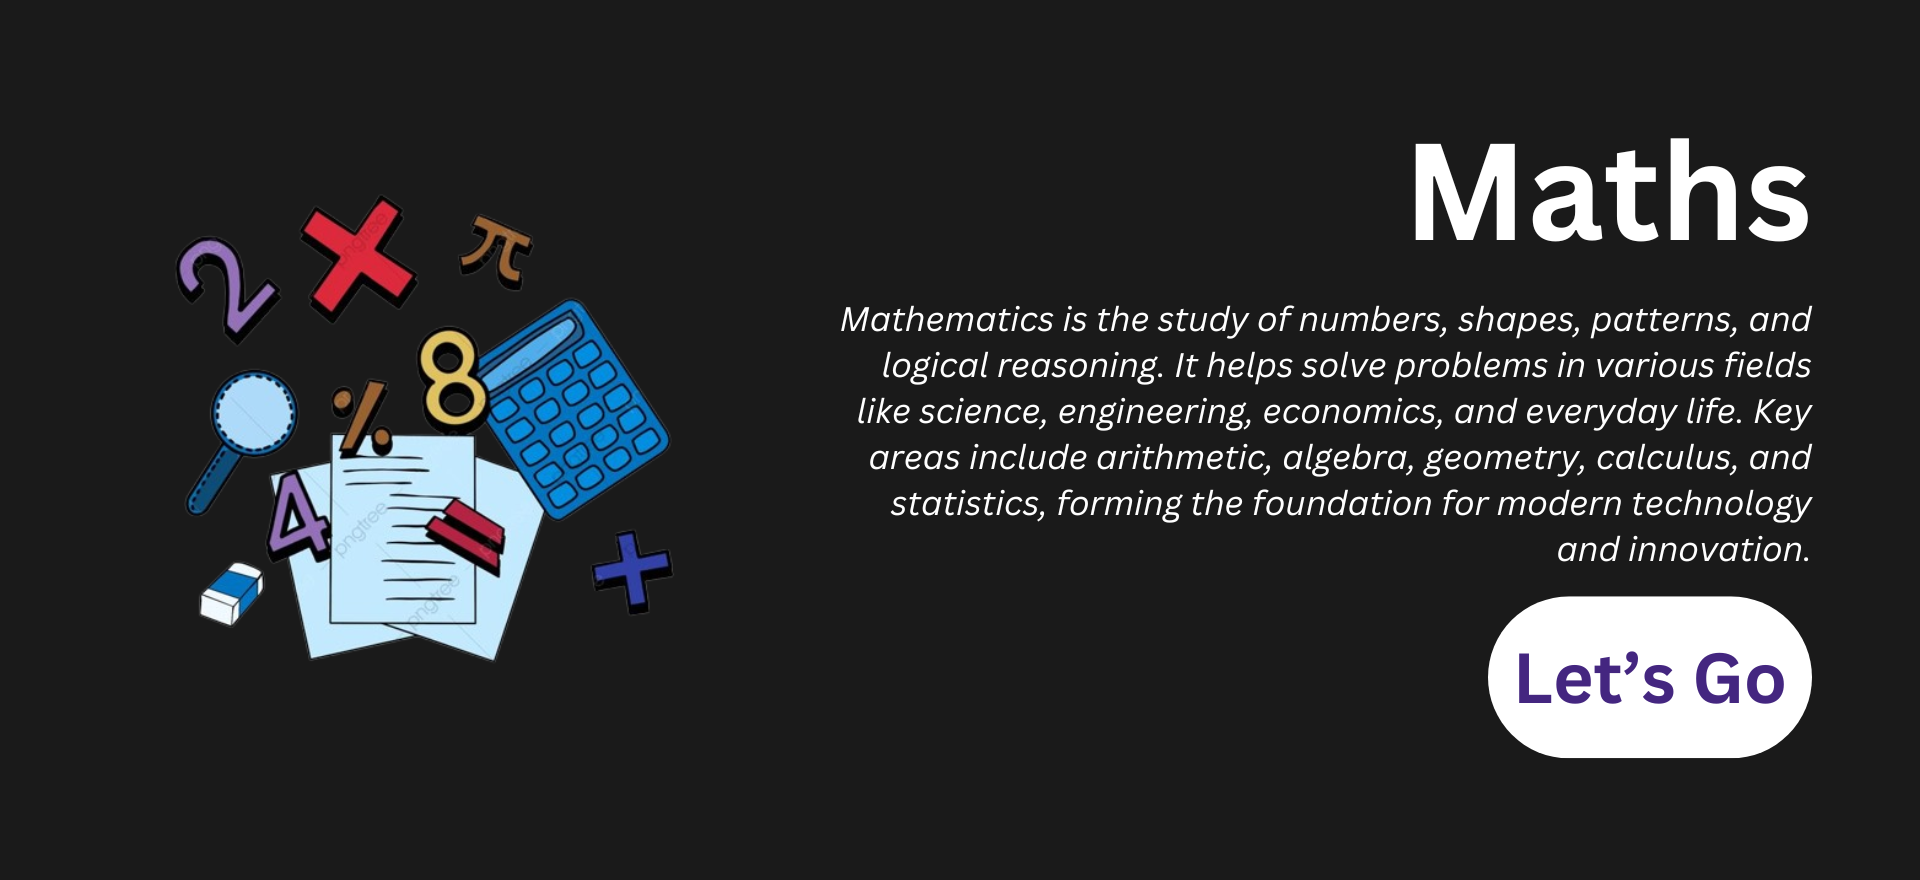 Maths
Mathematics is the study of numbers, shapes, patterns, and
logical reasoning. It helps solve problems in various fields
like science, engineering, economics, and everyday life. Key
areas include arithmetic, algebra, geometry, calculus, and
statistics, forming the foundation for modern technology
and innovation.
Let’s Go
2
×
π
8
%
4
=
+
pngtree
pngtree
pngtree